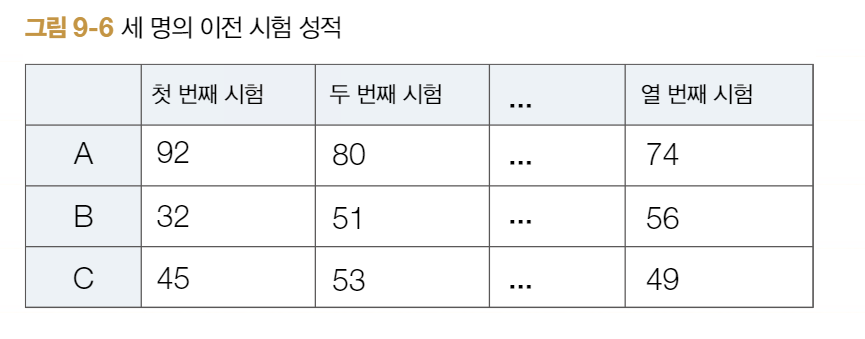 그림 9-6 세 명의 이전 시험 성적
첫 번째 시험 두 번째 시험 ... 열 번째 시험
A 92 80 ... 74
B 32 51 ... 56
C 45 53 ... 49